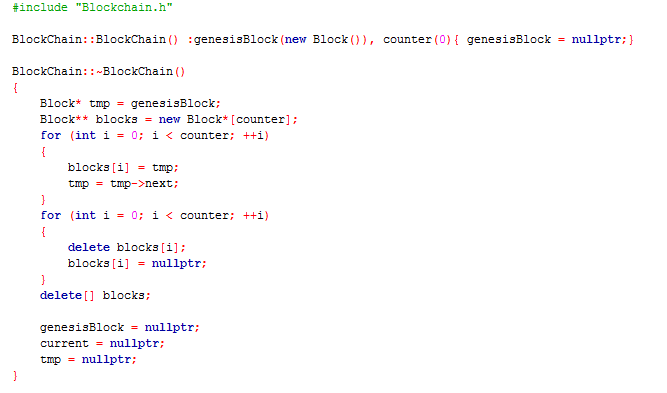 #include "Blockchain.h"
BlockChain::BlockChain() :genesisBlock(new Block()), counter(0){ genesisBlock = nullptr;}
BlockChain::~BlockChain()
{
    Block* tmp = genesisBlock;
    Block** blocks = new Block*[counter];
    for (int i = 0; i < counter; ++i)
    {
        blocks[i] = tmp;
        tmp = tmp->next;
    }
    for (int i = 0; i < counter; ++i)
    {
        delete blocks[i];
        blocks[i] = nullptr;
    }
    delete[] blocks;
    genesisBlock = nullptr;
    current = nullptr;
    tmp = nullptr;
}